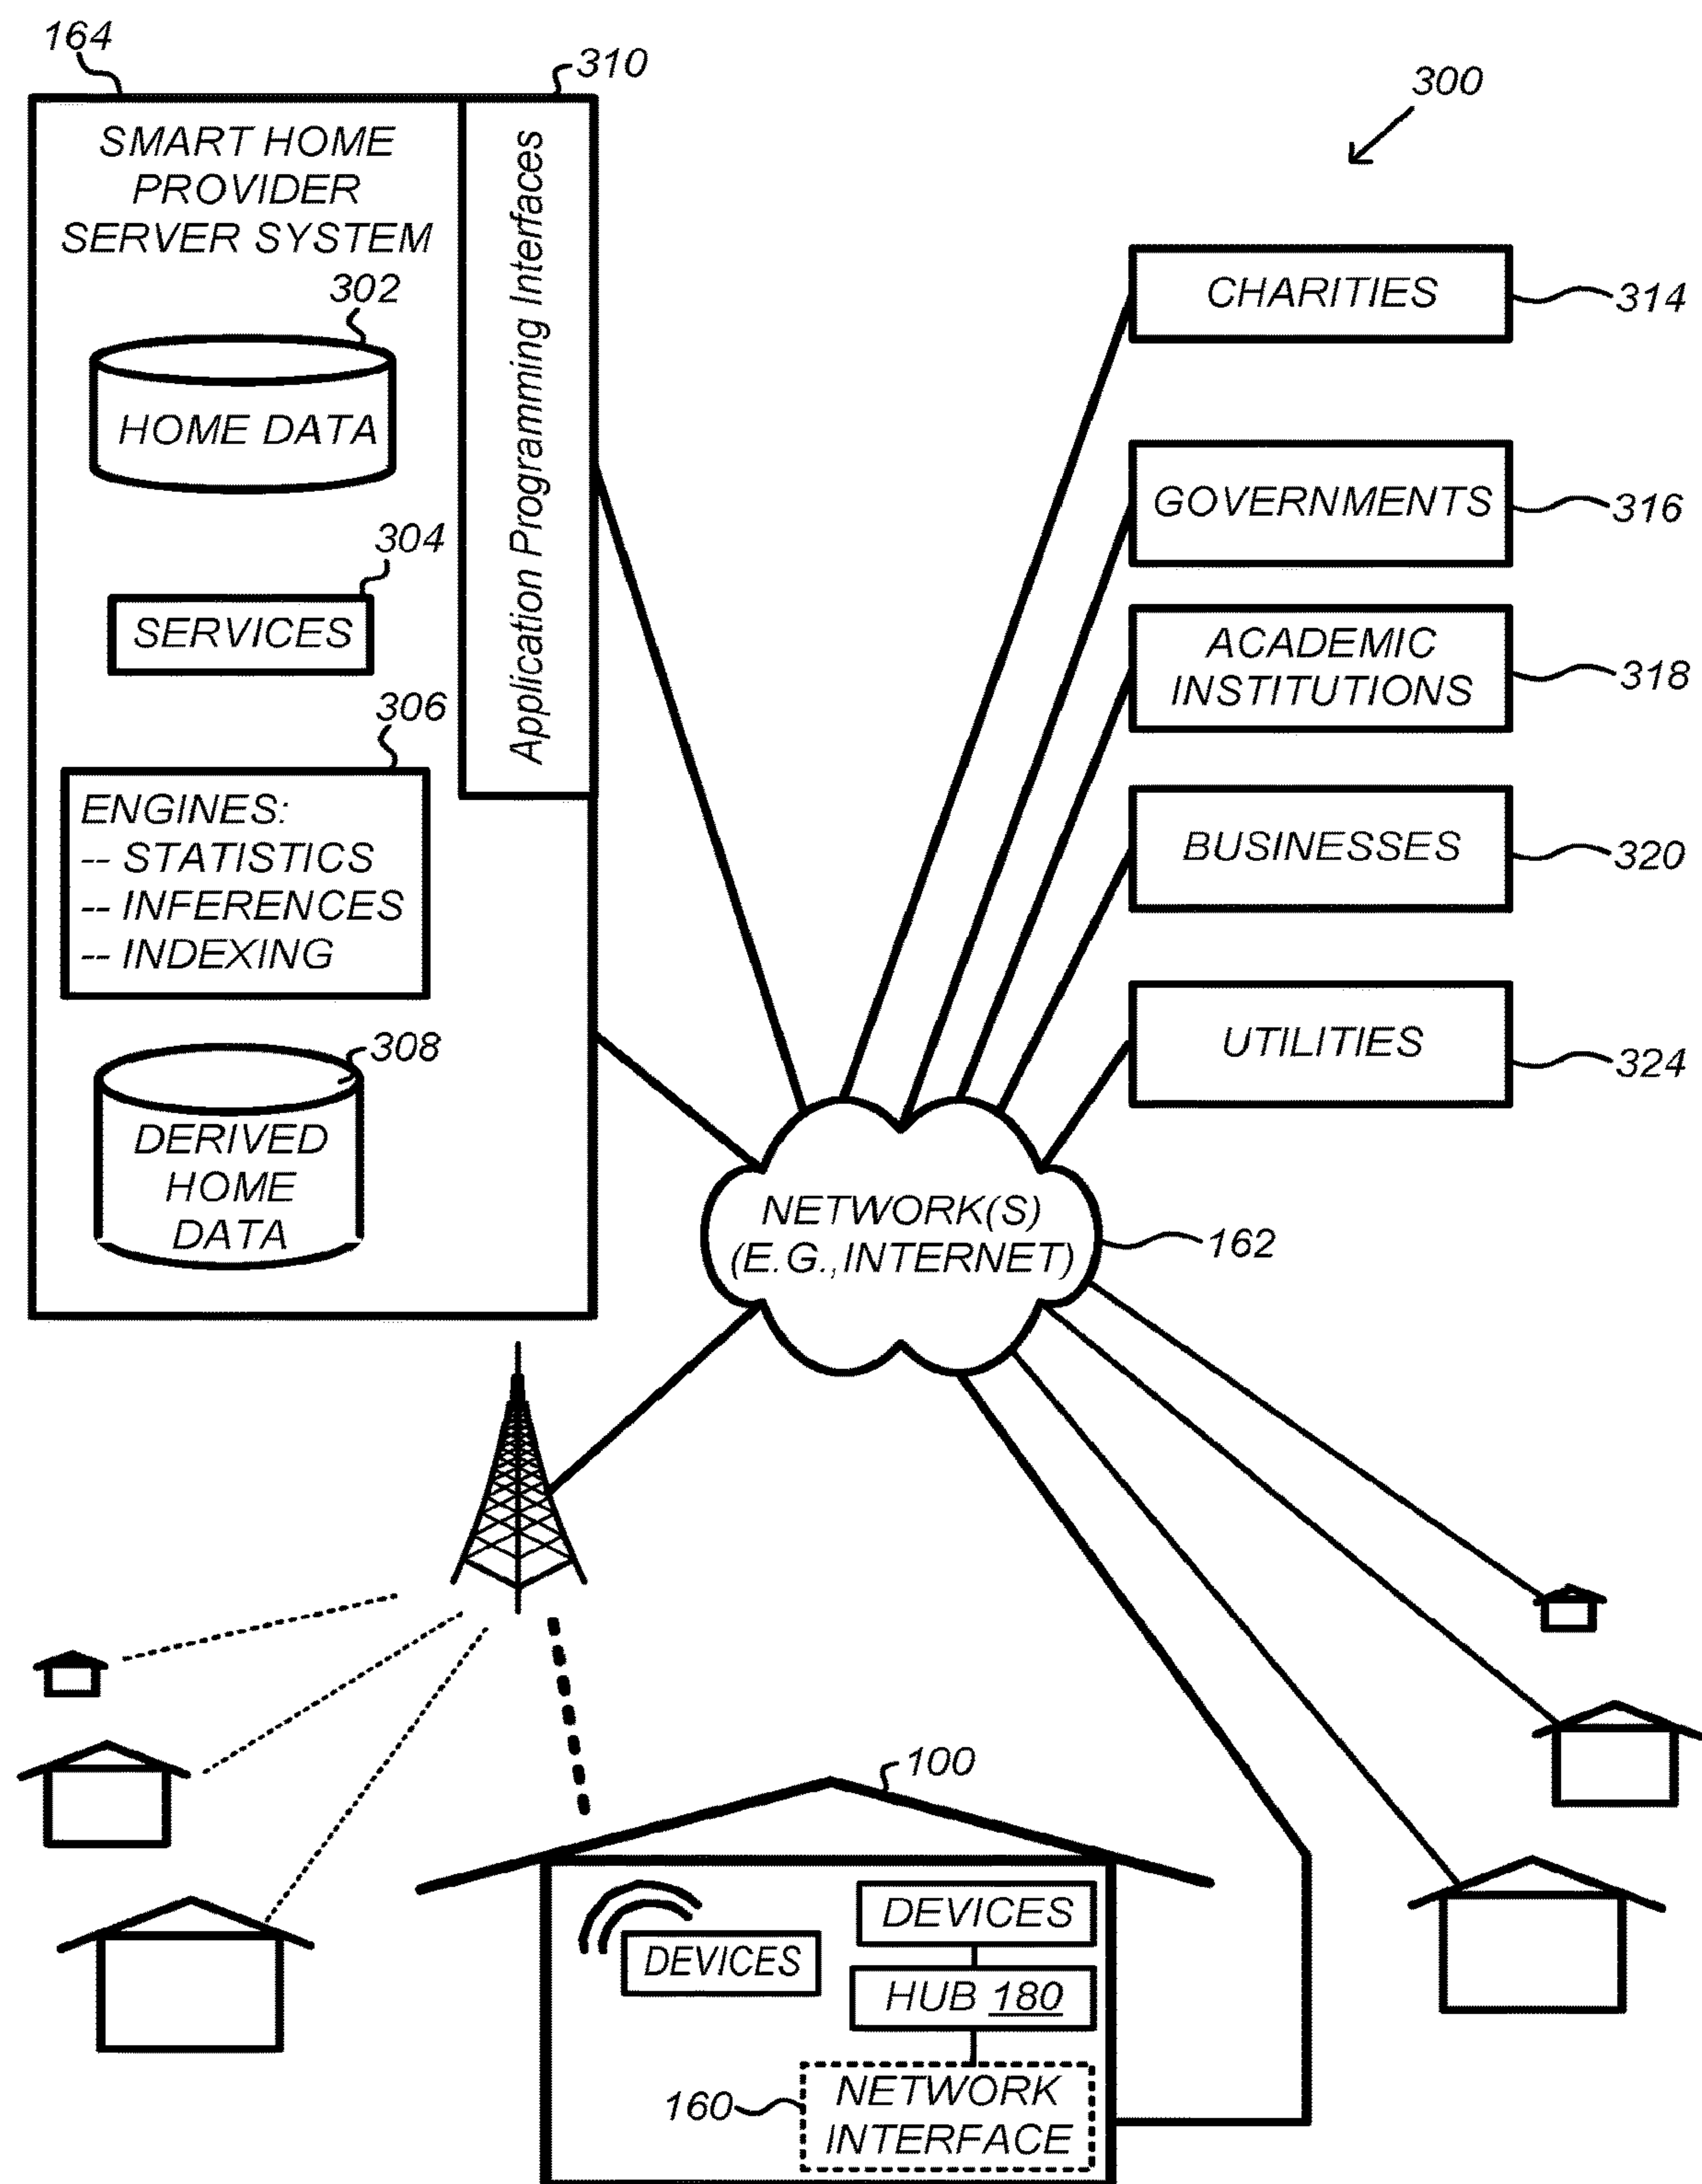 164
310
300
SMART HOME
PROVIDER
SERVER SYSTEM
Application Programming Interfaces
302
HOME DATA
304
SERVICES
306
ENGINES:
-- STATISTICS
-- INFERENCES
-- INDEXING
308
DERIVED
HOME
DATA
CHARITIES
314
GOVERNMENTS
316
ACADEMIC
INSTITUTIONS
318
BUSINESSES
320
UTILITIES
324
NETWORK(S)
(E.G., INTERNET)
162
100
DEVICES
DEVICES
HUB 180
160
NETWORK
INTERFACE